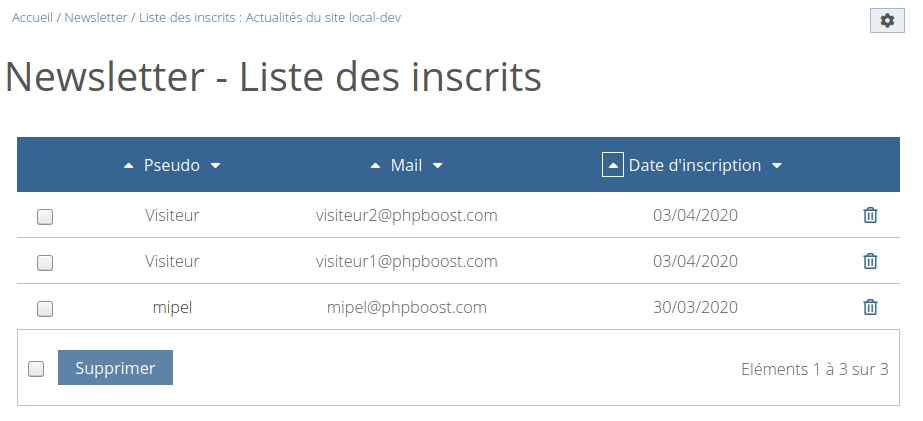 Accueil / Newsletter / Liste des inscrits : Actualités du site local-dev
Newsletter - Liste des inscrits
Pseudo Mail Date d'inscription
Visiteur visiteur2@phpboost.com 03/04/2020
Visiteur visiteur1@phpboost.com 03/04/2020
mipel mipel@phpboost.com 30/03/2020
Supprimer Eléments 1 à 3 sur 3